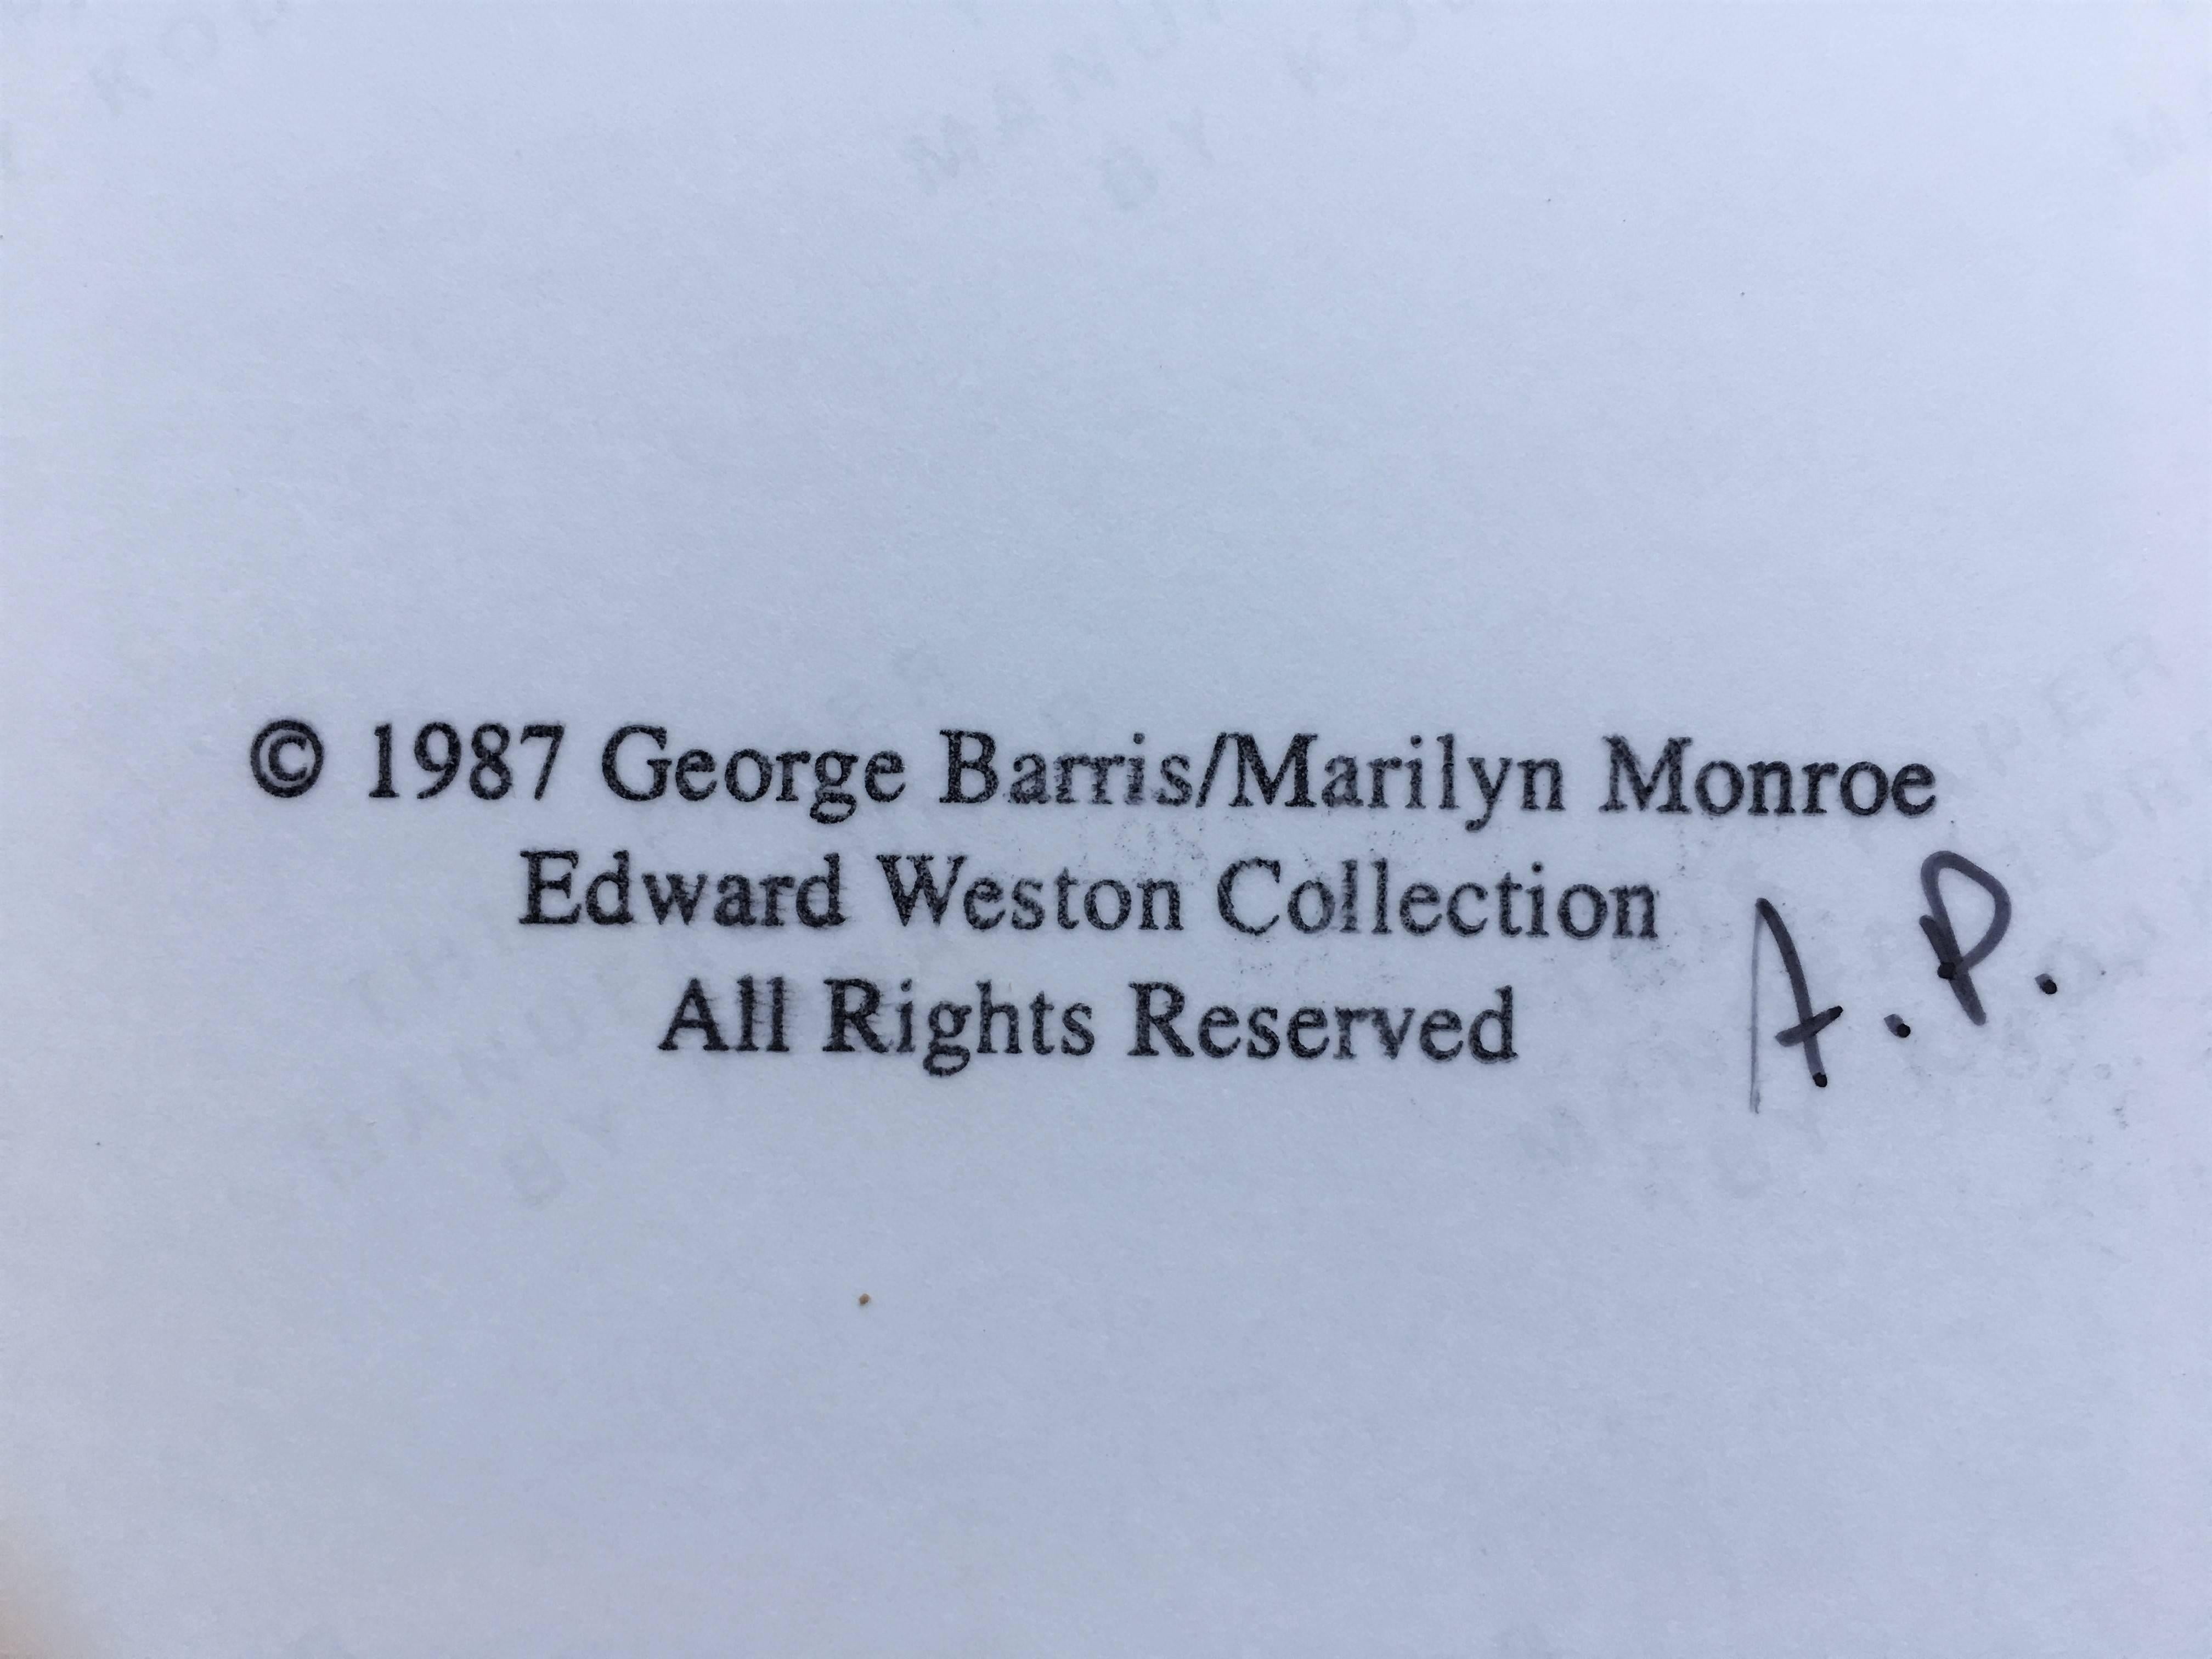 © 1987 George Barris/Marilyn Monroe
Edward Weston Collection
All Rights Reserved
A.P.